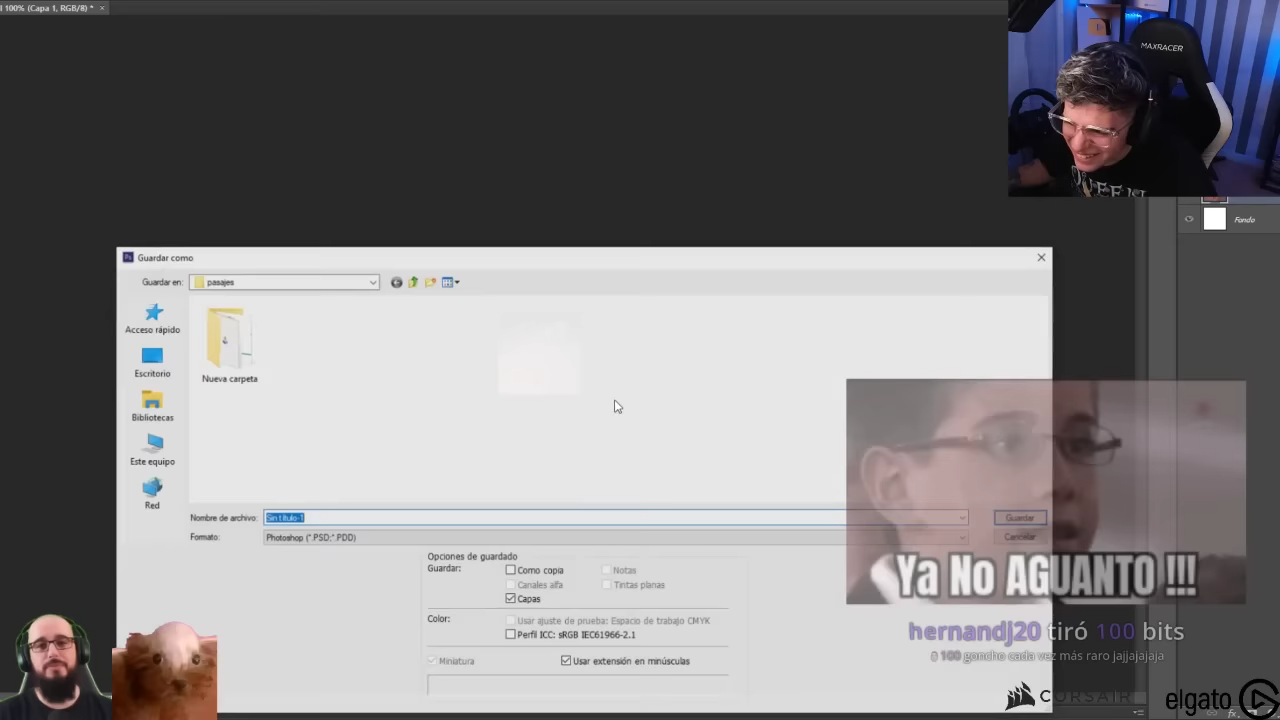 l 100% (Capa 1, RGB/8) * ×
MAXRACER
Fondo
Ps Guardar como
Guardar en: pasajes
Acceso rápido
Nueva carpeta
Escritorio
Bibliotecas
Este equipo
Red
Nombre de archivo: Sin título-1 Guardar
Formato: Photoshop (*.PSD;*.PDD) Cancelar
Opciones de guardado
Guardar: Como copia Notas
Canales alfa Tintas planas
Capas
Color: Usar ajuste de prueba: Espacio de trabajo CMYK
Perfil ICC: sRGB IEC61966-2.1
Miniatura Usar extensión en minúsculas
Ya No AGUANTO !!!
hernandj20 tiró 100 bits
100 goncho cada vez más raro jajjajajaja
CORSAIR elgato
fx